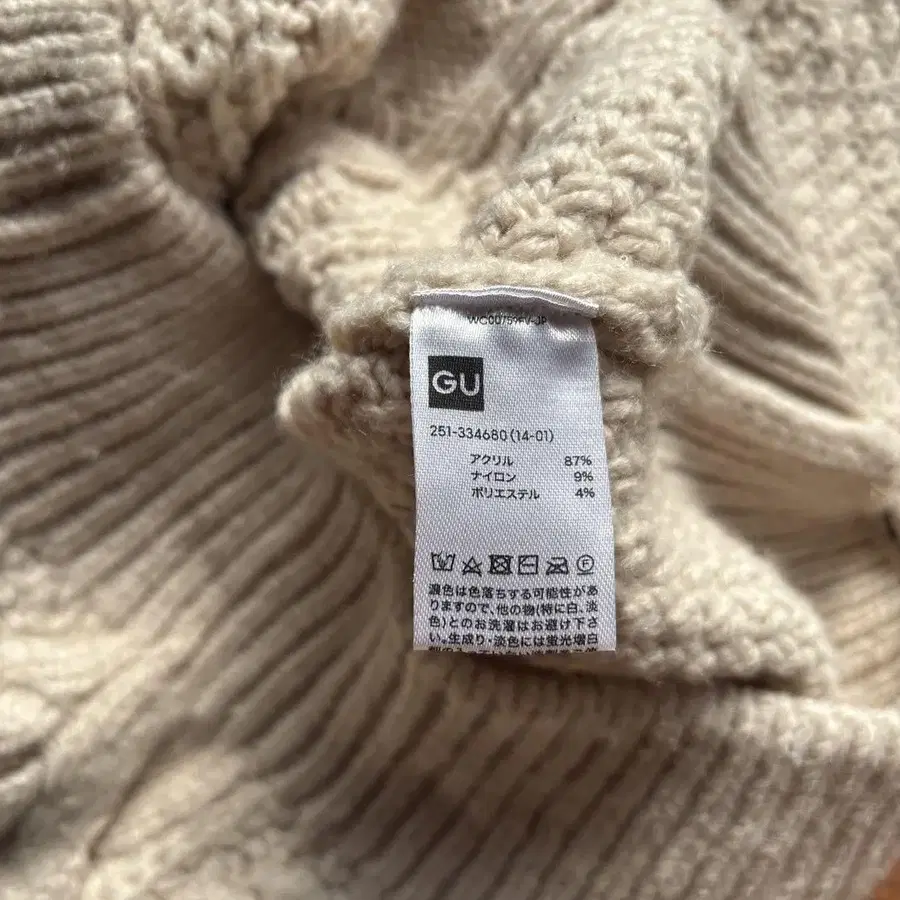 GU
251-334680(14-01)
アクリル 87%
ナイロン 9%
ポリエステル 4%
F
濃色は色落ちする可能性があ
りますので、他の物(特に白、淡
色)とのお洗濯はお避け下さ
い。生成り・淡色には蛍光増白